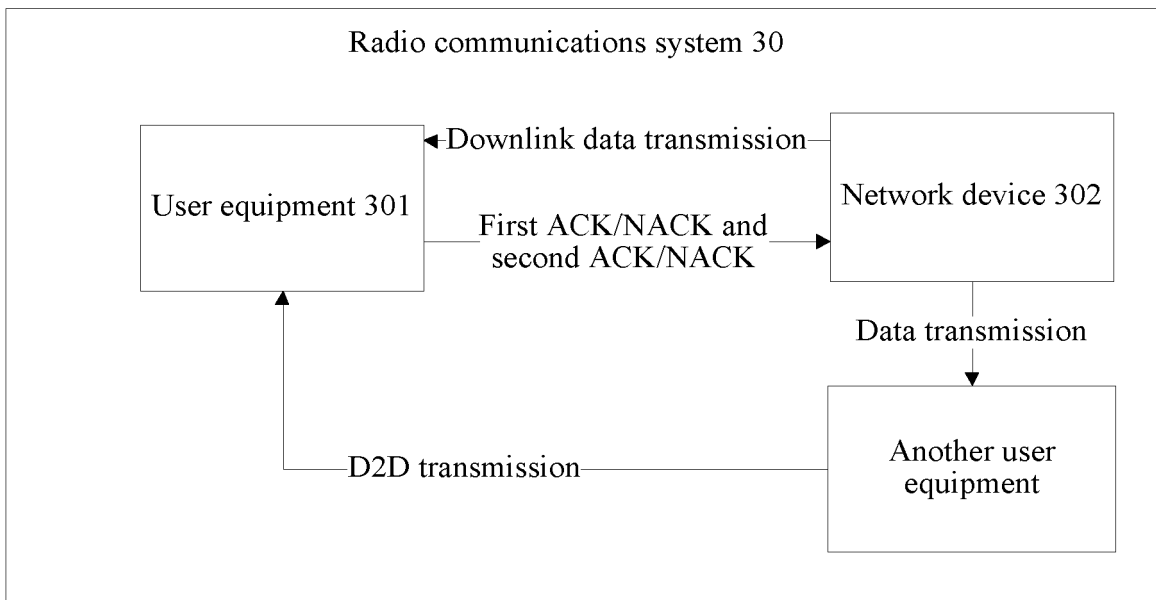 Radio communications system 30
Downlink data transmission
User equipment 301
Network device 302
First ACK/NACK and
second ACK/NACK
Data transmission
Another user
equipment
D2D transmission